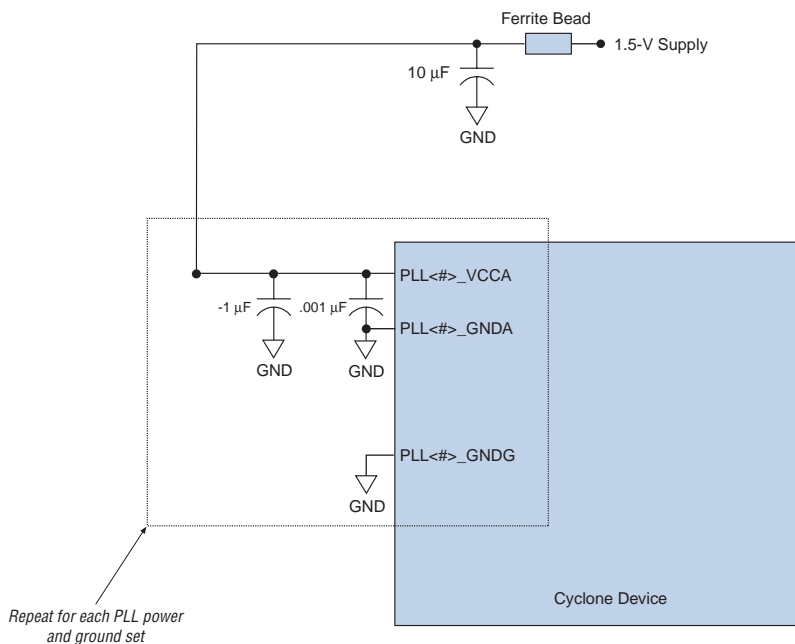 Ferrite Bead
1.5-V Supply
10 µF
GND
PLL<#>_VCCA
-1 µF
.001 µF
PLL<#>_GNDA
GND
GND
PLL<#>_GNDG
GND
Cyclone Device
Repeat for each PLL power
and ground set